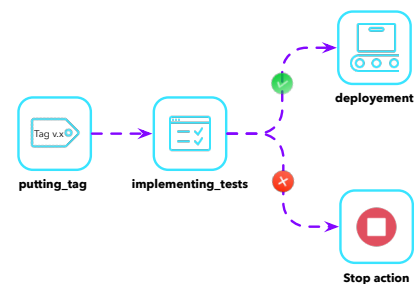 Tag v.x
putting_tag
implementing_tests
deployement
Stop action